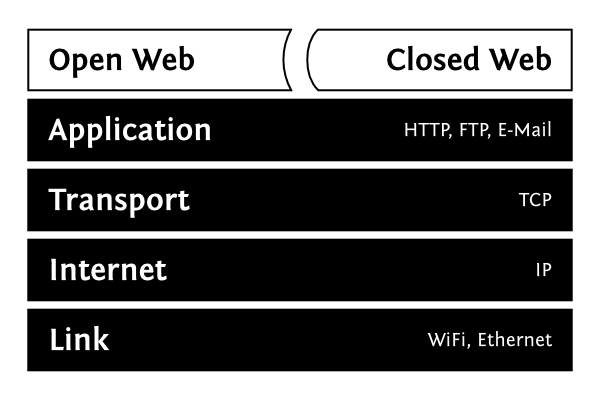 Open Web Closed Web
Application HTTP, FTP, E-Mail
Transport TCP
Internet IP
Link WiFi, Ethernet